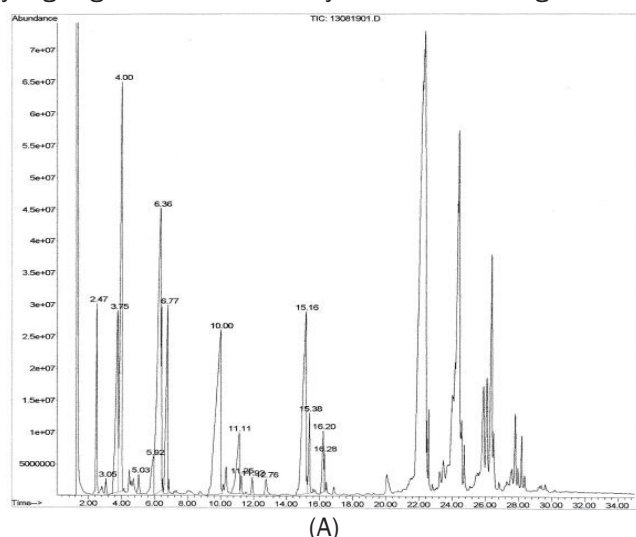 Abundance
TIC: 13081901.D
7e+07
6.5e+07
6e+07
5.5e+07
5e+07
4.5e+07
4e+07
3.5e+07
3e+07
2.5e+07
2e+07
1.5e+07
1e+07
5000000
Time-->
4.00
6.36
2.47
3.75
6.77
10.00
15.16
15.38
11.11
16.20
16.28
5.92
3.05
5.03
12.76
2.00 4.00 6.00 8.00 10.00 12.00 14.00 16.00 18.00 20.00 22.00 24.00 26.00 28.00 30.00 32.00 34.00
(A)